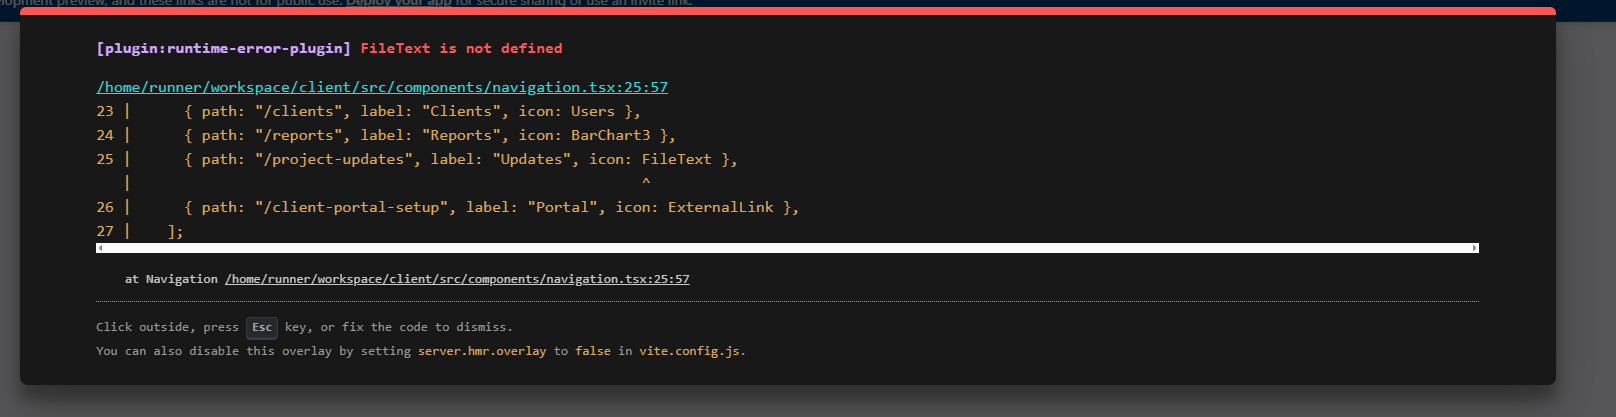 elopment preview, and these links are not for public use. Deploy your app for secure sharing or use an invite link.
[plugin:runtime-error-plugin] FileText is not defined
/home/runner/workspace/client/src/components/navigation.tsx:25:57
23 |      { path: "/clients", label: "Clients", icon: Users },
24 |      { path: "/reports", label: "Reports", icon: BarChart3 },
25 |      { path: "/project-updates", label: "Updates", icon: FileText },
   |                                                          ^
26 |      { path: "/client-portal-setup", label: "Portal", icon: ExternalLink },
27 |    ];
at Navigation /home/runner/workspace/client/src/components/navigation.tsx:25:57
Click outside, press Esc key, or fix the code to dismiss.
You can also disable this overlay by setting server.hmr.overlay to false in vite.config.js.